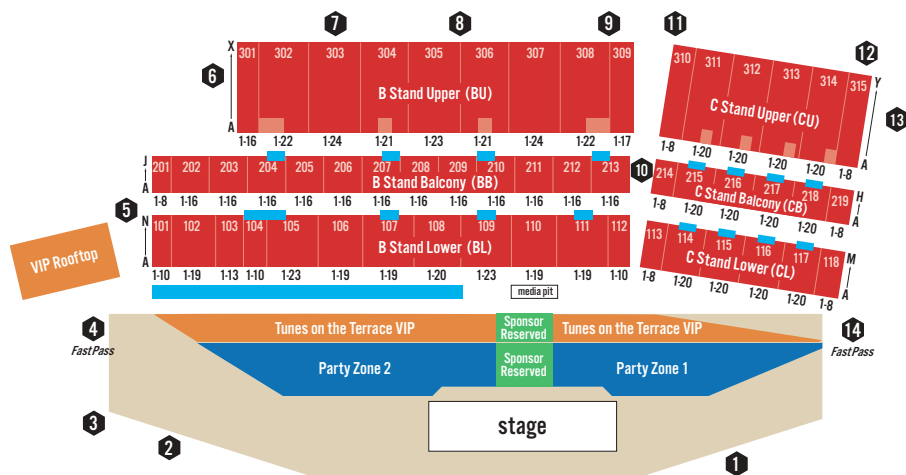 7 8 9 11
12
X 301 302 303 304 305 306 307 308 309
310 311 312 313 314 315 Y
6
B Stand Upper (BU)
C Stand Upper (CU)
13
A
1-16 1-22 1-24 1-21 1-23 1-21 1-24 1-22 1-17
1-8 1-20 1-20 1-20 1-20 1-8 A
J 201 202 203 204 205 206 207 208 209 210 211 212 213
10 214 215 216 217 218 219 H
B Stand Balcony (BB)
C Stand Balcony (CB)
A
1-8 1-16 1-16 1-16 1-16 1-16 1-16 1-16 1-16 1-16 1-16 1-16 1-8
1-8 1-20 1-20 1-20 1-20 1-8 A
5
N 101 102 103 104 105 106 107 108 109 110 111 112
113 114 115 116 117 118 M
B Stand Lower (BL)
C Stand Lower (CL)
A
1-10 1-19 1-13 1-10 1-23 1-19 1-19 1-20 1-23 1-19 1-19 1-10
1-8 1-20 1-20 1-20 1-20 1-8 A
VIP Rooftop
media pit
4
FastPass
Tunes on the Terrace VIP
Sponsor
Reserved
Tunes on the Terrace VIP
14
FastPass
Party Zone 2
Sponsor
Reserved
Party Zone 1
stage
3
2
1